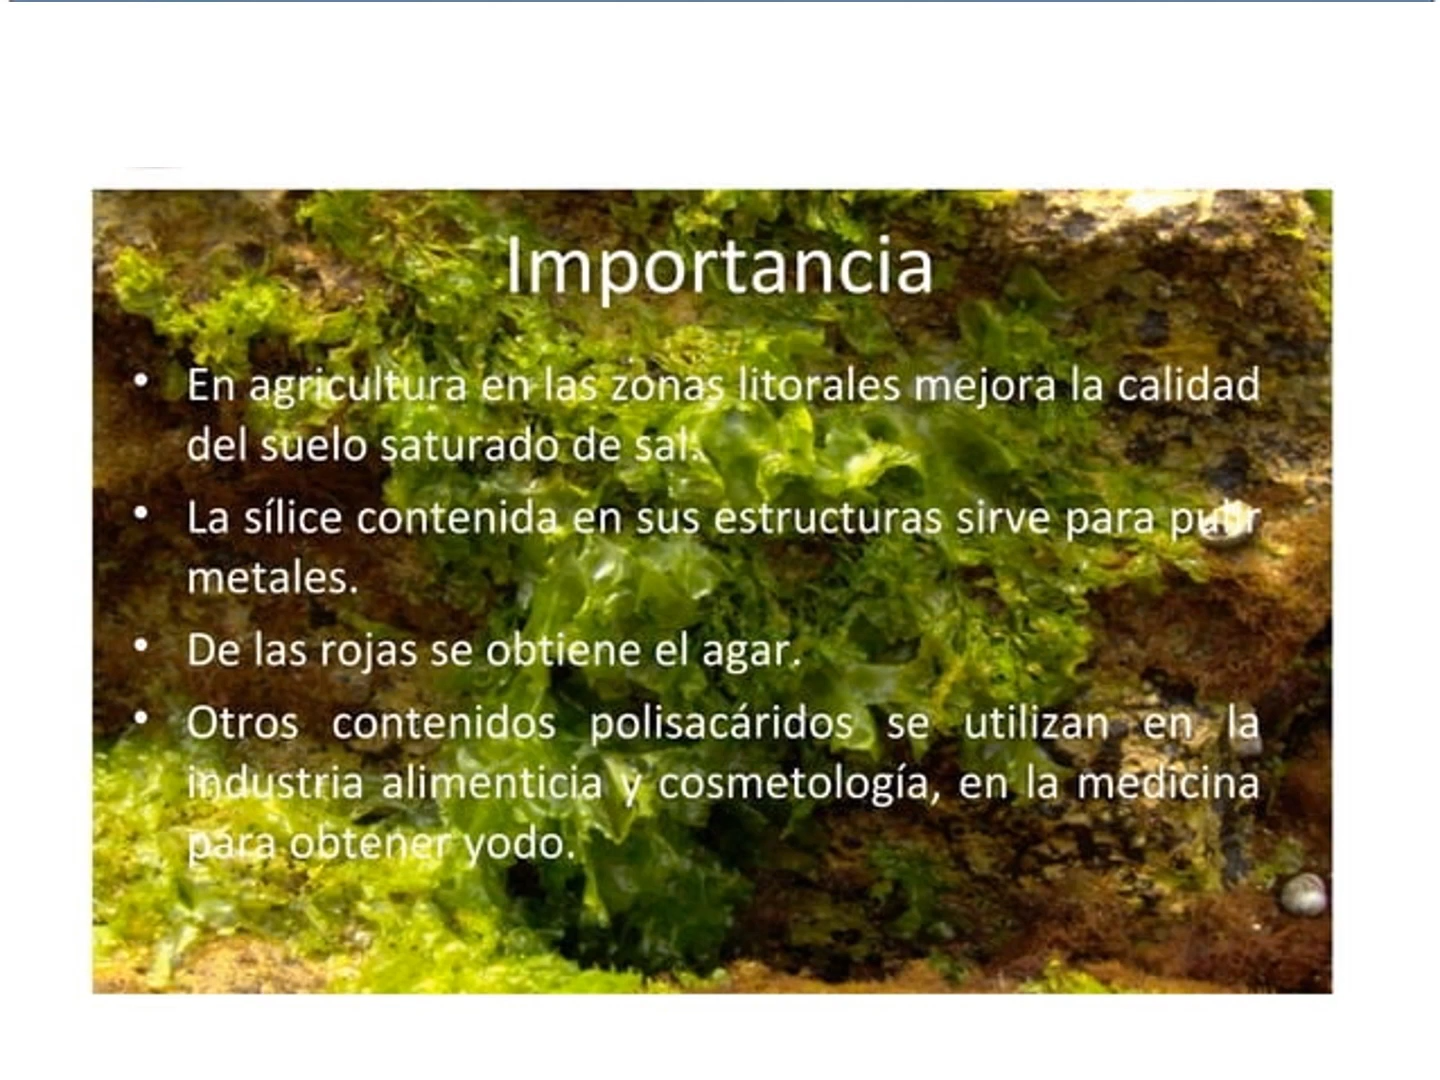 Importancia
• En agricultura en las zonas litorales mejora la calidad
del suelo saturado de sal.
• La sílice contenida en sus estructuras sirve para pulir
metales.
• De las rojas se obtiene el agar.
• Otros contenidos polisacáridos se utilizan en la
industria alimenticia y cosmetología, en la medicina
para obtener yodo.